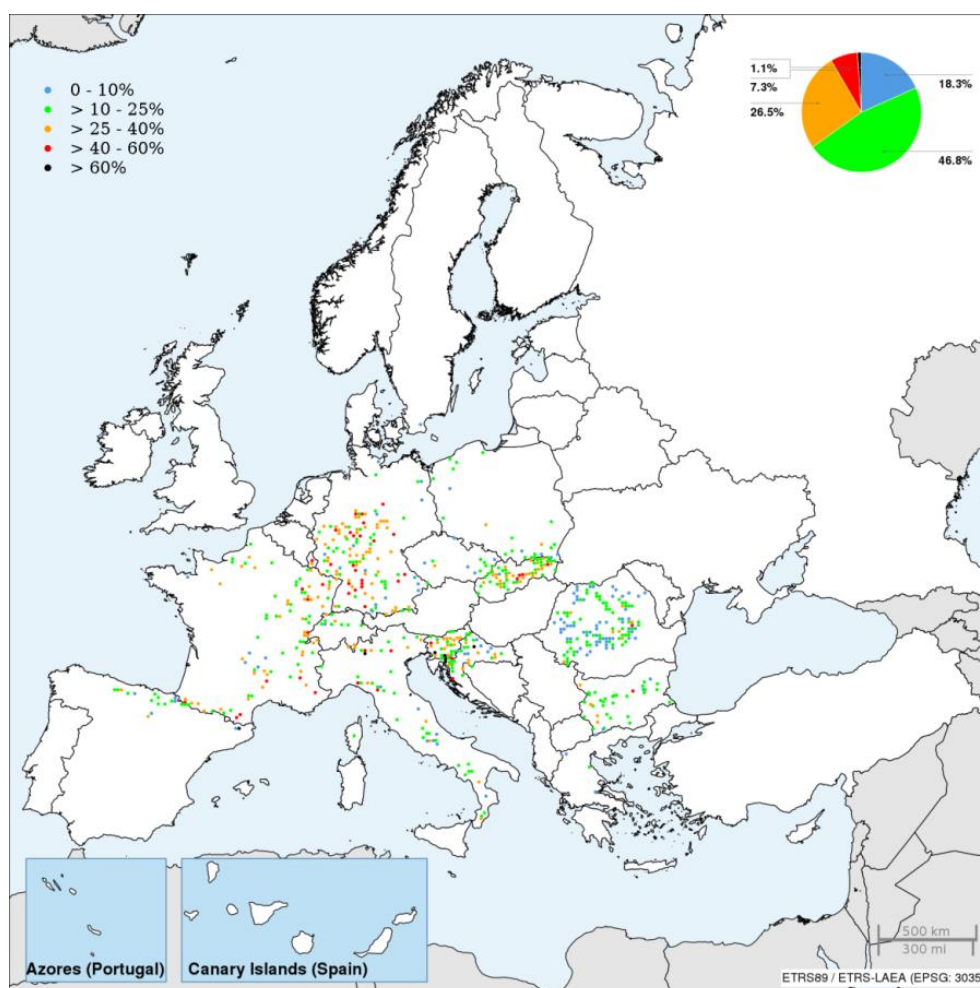 0 - 10%
> 10 - 25%
> 25 - 40%
> 40 - 60%
> 60%
1.1%
7.3%
26.5%
18.3%
46.8%
Azores (Portugal)
Canary Islands (Spain)
500 km
300 mi
ETRS89 / ETRS-LAEA (EPSG: 3035